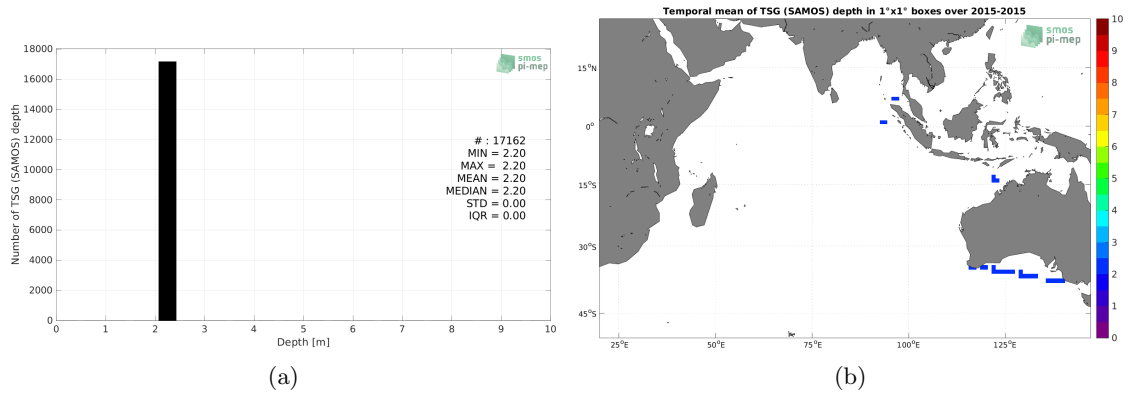 Temporal mean of TSG (SAMOS) depth in 1°x1° boxes over 2015-2015
18000
16000
14000
12000
10000
8000
6000
4000
2000
0
Number of TSG (SAMOS) depth
smos
pi-mep
# : 17162
MIN = 2.20
MAX = 2.20
MEAN = 2.20
MEDIAN = 2.20
STD = 0.00
IQR = 0.00
0 1 2 3 4 5 6 7 8 9 10
Depth [m]
(a)
smos
pi-mep
15°N
0°
15°S
30°S
45°S
25°E 50°E 75°E 100°E 125°E
10
9
8
7
6
5
4
3
2
1
0
(b)